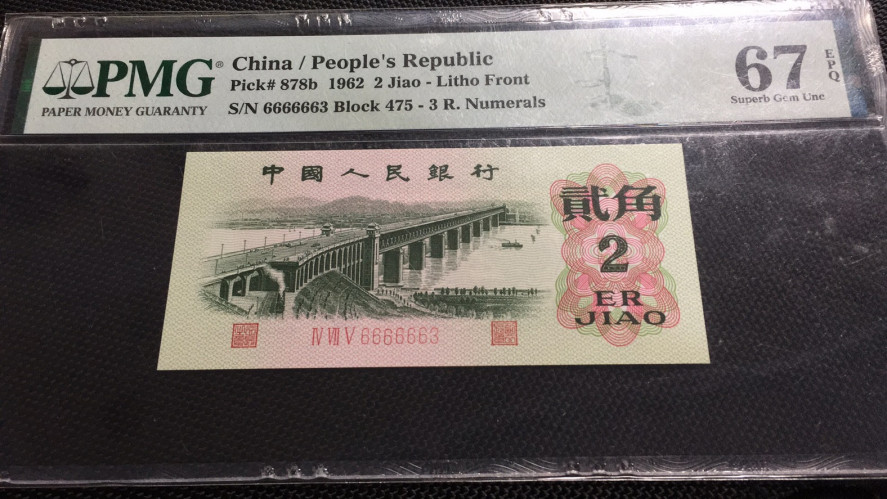 PMG®
PAPER MONEY GUARANTY
China / People's Republic
Pick# 878b 1962 2 Jiao - Litho Front
S/N 6666663 Block 475 - 3 R. Numerals
67
EPQ
Superb Gem Unc
中國人民銀行
貳角
2
ER
JIAO
IV VII V 6666663